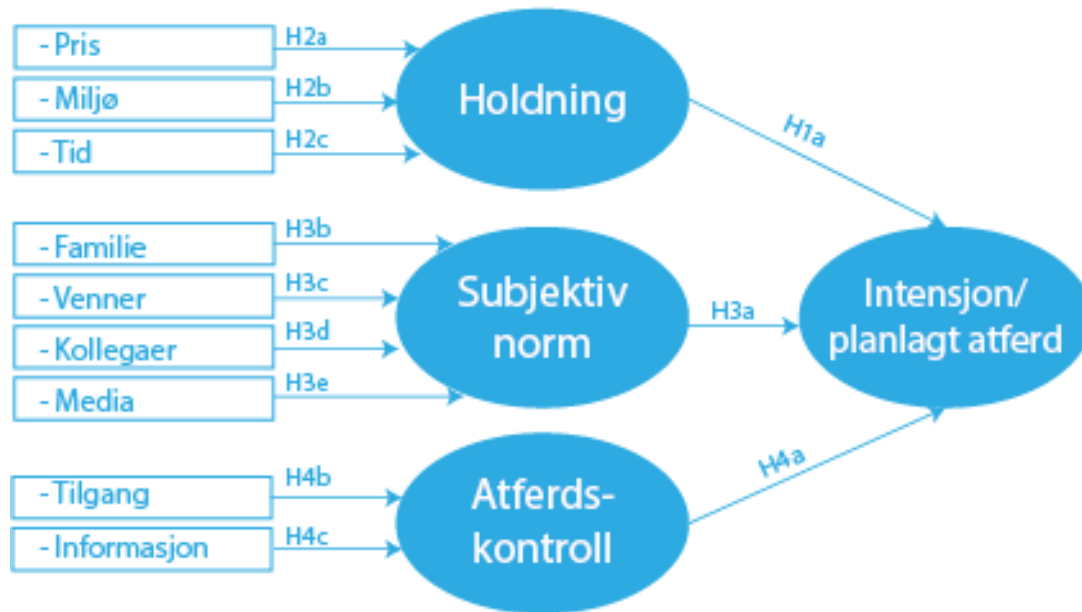 - Pris
H2a
- Miljø
H2b
- Tid
H2c
Holdning
H1a
- Familie
H3b
- Venner
H3c
- Kollegaer
H3d
- Media
H3e
Subjektiv
norm
H3a
Intensjon/
planlagt atferd
- Tilgang
H4b
- Informasjon
H4c
Atferds-
kontroll
H4a